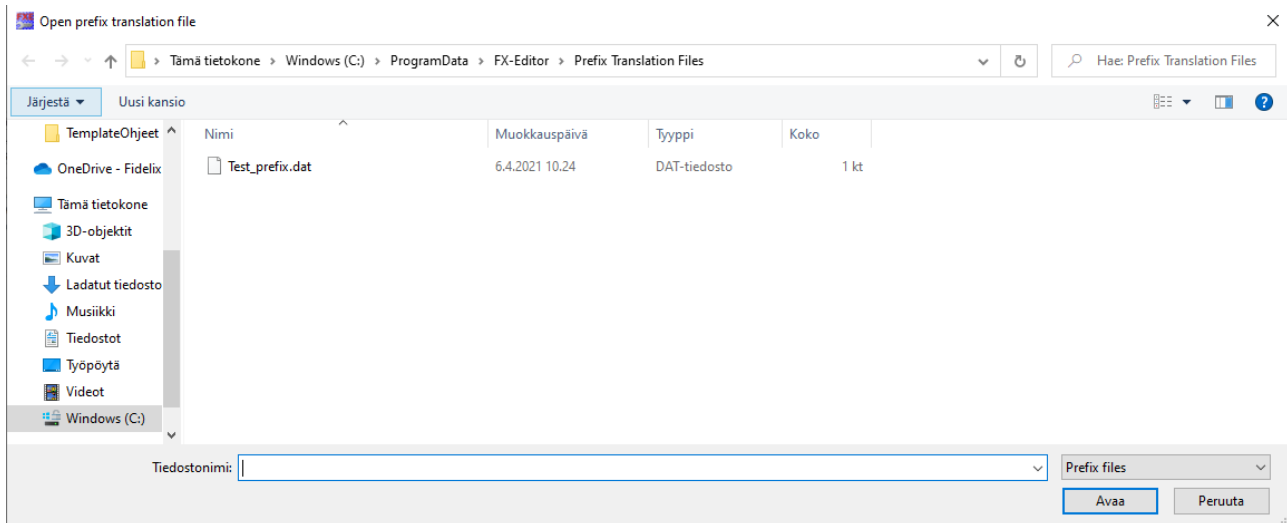 Open prefix translation file
Tämä tietokone > Windows (C:) > ProgramData > FX-Editor > Prefix Translation Files
Hae: Prefix Translation Files
Järjestä Uusi kansio
TemplateOhjeet
OneDrive - Fidelix
Tämä tietokone
3D-objektit
Kuvat
Ladatut tiedosto
Musiikki
Tiedostot
Työpöytä
Videot
Windows (C:)
Nimi Muokkauspäivä Tyyppi Koko
Test_prefix.dat 6.4.2021 10.24 DAT-tiedosto 1 kt
Tiedostonimi: Prefix files
Avaa Peruuta